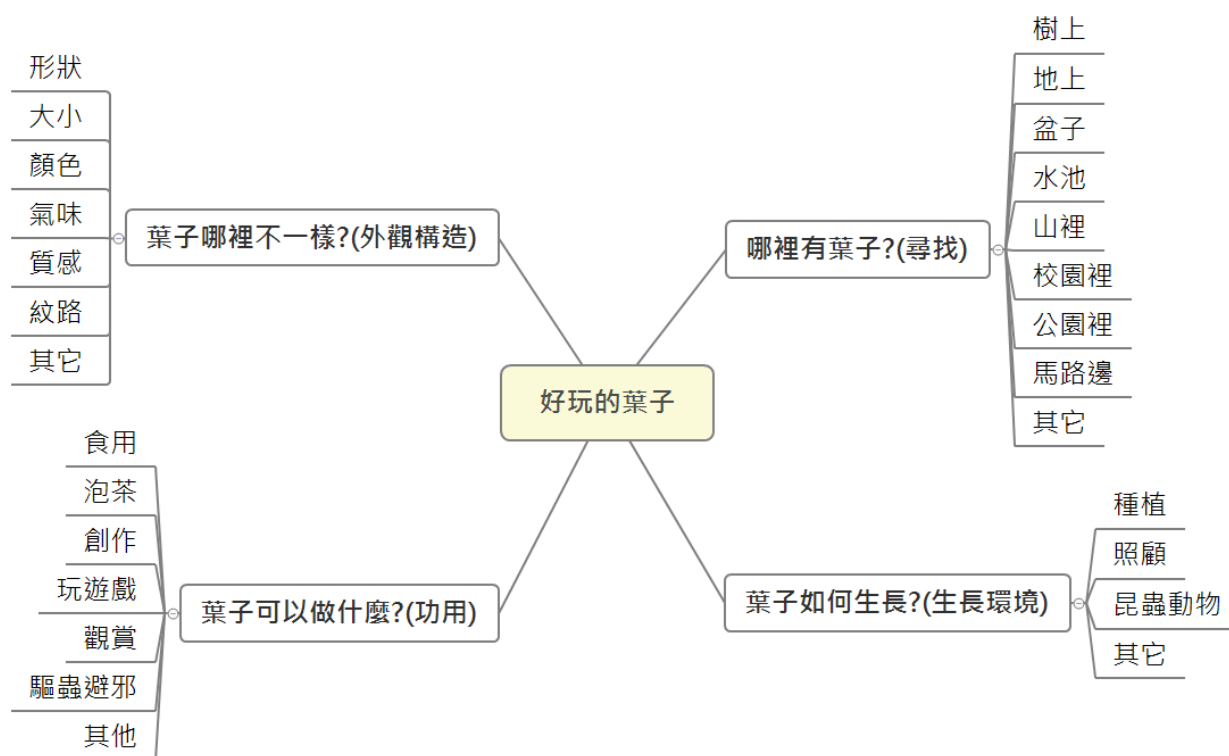 好玩的葉子
葉子哪裡不一樣?(外觀構造)
形狀
大小
顏色
氣味
質感
紋路
其它
哪裡有葉子?(尋找)
樹上
地上
盆子
水池
山裡
校園裡
公園裡
馬路邊
其它
葉子可以做什麼?(功用)
食用
泡茶
創作
玩遊戲
觀賞
驅蟲避邪
其他
葉子如何生長?(生長環境)
種植
照顧
昆蟲動物
其它